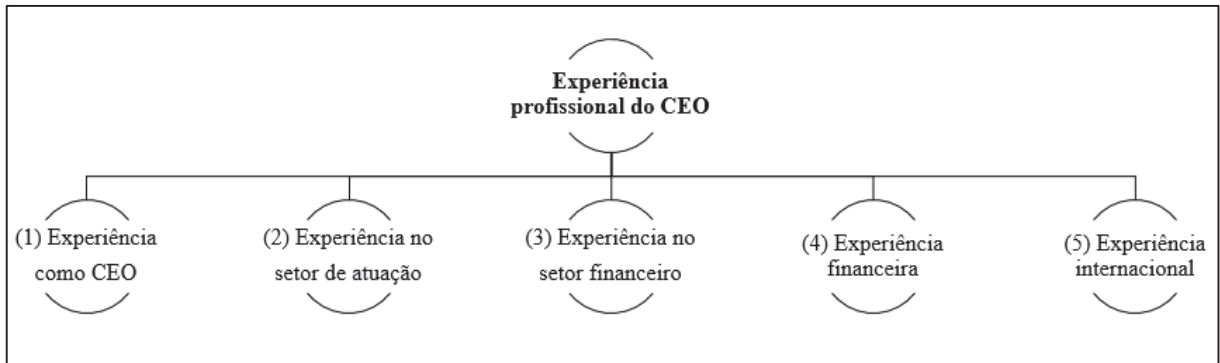 Experiência
profissional do CEO
(1) Experiência
como CEO
(2) Experiência no
setor de atuação
(3) Experiência no
setor financeiro
(4) Experiência
financeira
(5) Experiência
internacional